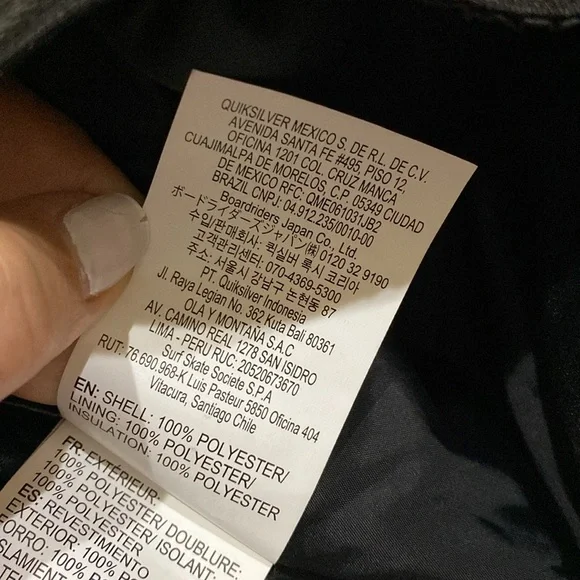 QUIKSILVER MEXICO S. DE R.L. DE C.V.
AVENIDA SANTA FE #495, PISO 12,
OFICINA 1201 COL. CRUZ MANCA
CUAJIMALPA DE MORELOS, C.P. 05349 CIUDAD
DE MEXICO RFC: QME061031JB2
BRAZIL CNPJ: 04.912.235/0010-00
Boardriders Japan Co., Ltd.
ボードライダーズジャパン㈱ 0120 32 9190
수입/판매회사: 퀵실버 록시 코리아
고객관리센터: 070-4369-5300
주소: 서울시 강남구 논현동 87
PT. Quiksilver Indonesia
Jl. Raya Legian No. 362 Kuta Bali 80361
OLA Y MONTANA S.A.C
AV. CAMINO REAL 1278 SAN ISIDRO
LIMA - PERU RUC: 20520673670
Surf Skate Societe S.P.A
RUT: 76.690.968-K Luis Pasteur 5850 Oficina 404
Vitacura, Santiago Chile
EN: SHELL: 100% POLYESTER/
LINING: 100% POLYESTER/
INSULATION: 100% POLYESTER
FR: EXTÉRIEUR:
100% POLYESTER/ DOUBLURE:
100% POLYESTER/ ISOLANT:
ES: REVESTIMIENTO
EXTERIOR: 100%
FORRO: 100%